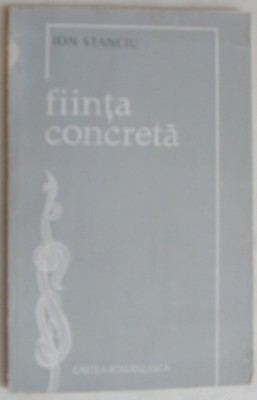 ION STANCIU
ființa
concretă
CARTEA ROMÂNEASCĂ